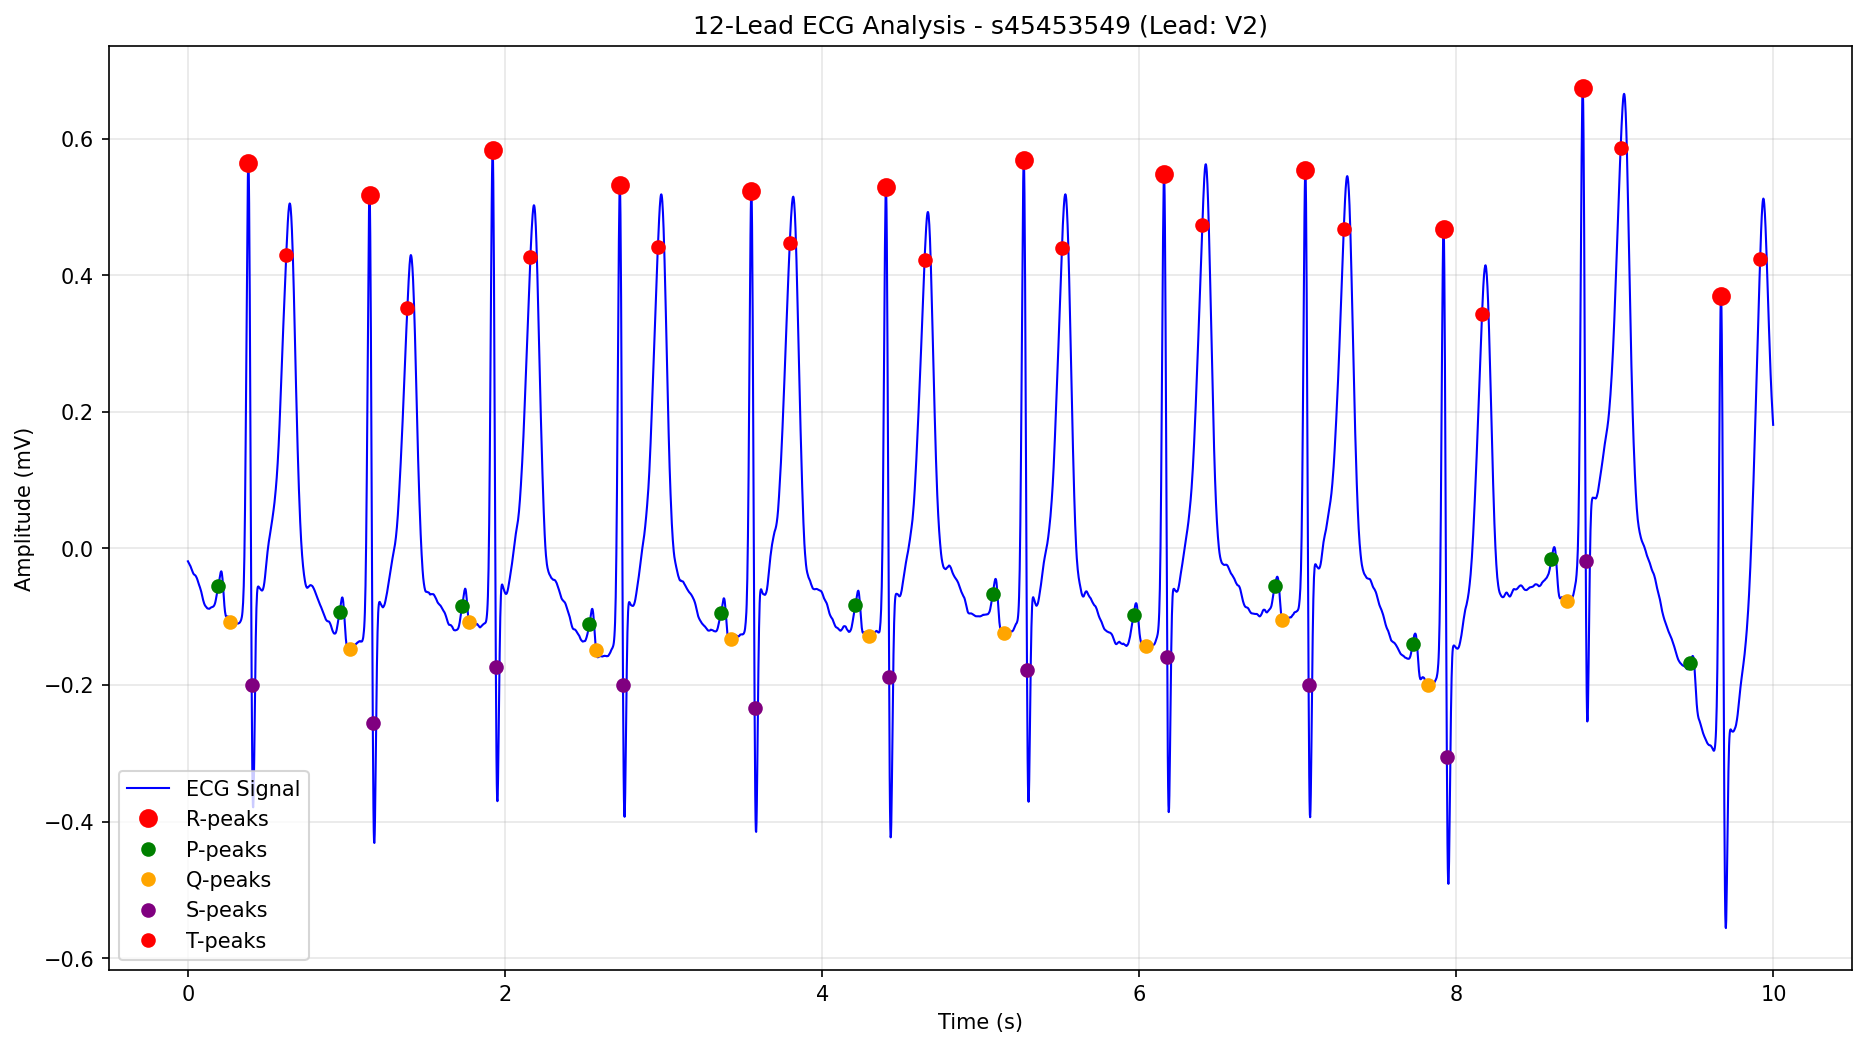 12-Lead ECG Analysis - s45453549 (Lead: V2)
Amplitude (mV)
0.6
0.4
0.2
0.0
−0.2
−0.4
−0.6
ECG Signal
R-peaks
P-peaks
Q-peaks
S-peaks
T-peaks
0 2 4 6 8 10
Time (s)